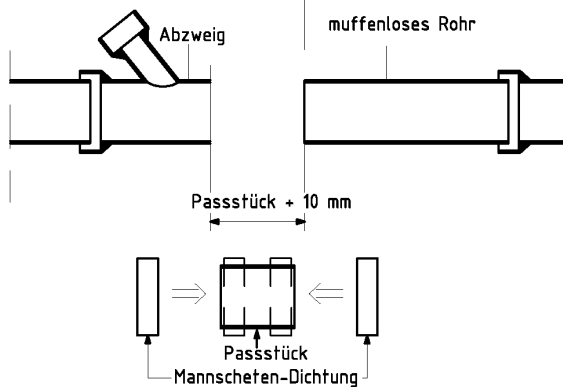 Abzweig
muffenloses Rohr
Passstück + 10 mm
Passstück
Mannscheten-Dichtung